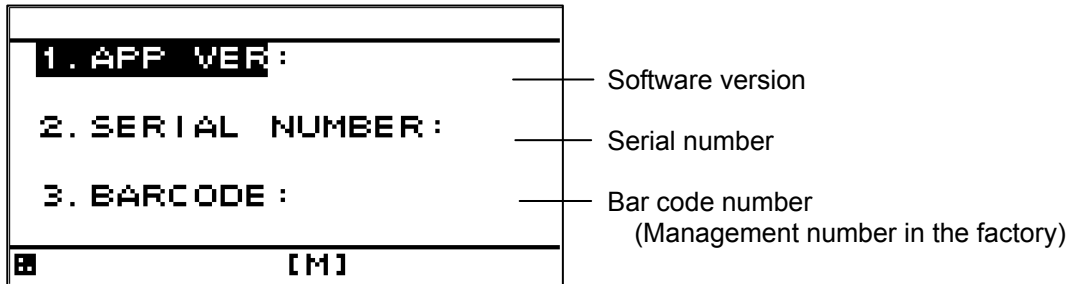 1.APP VER:
Software version
2.SERIAL NUMBER:
Serial number
3.BARCODE:
Bar code number
(Management number in the factory)
[M]